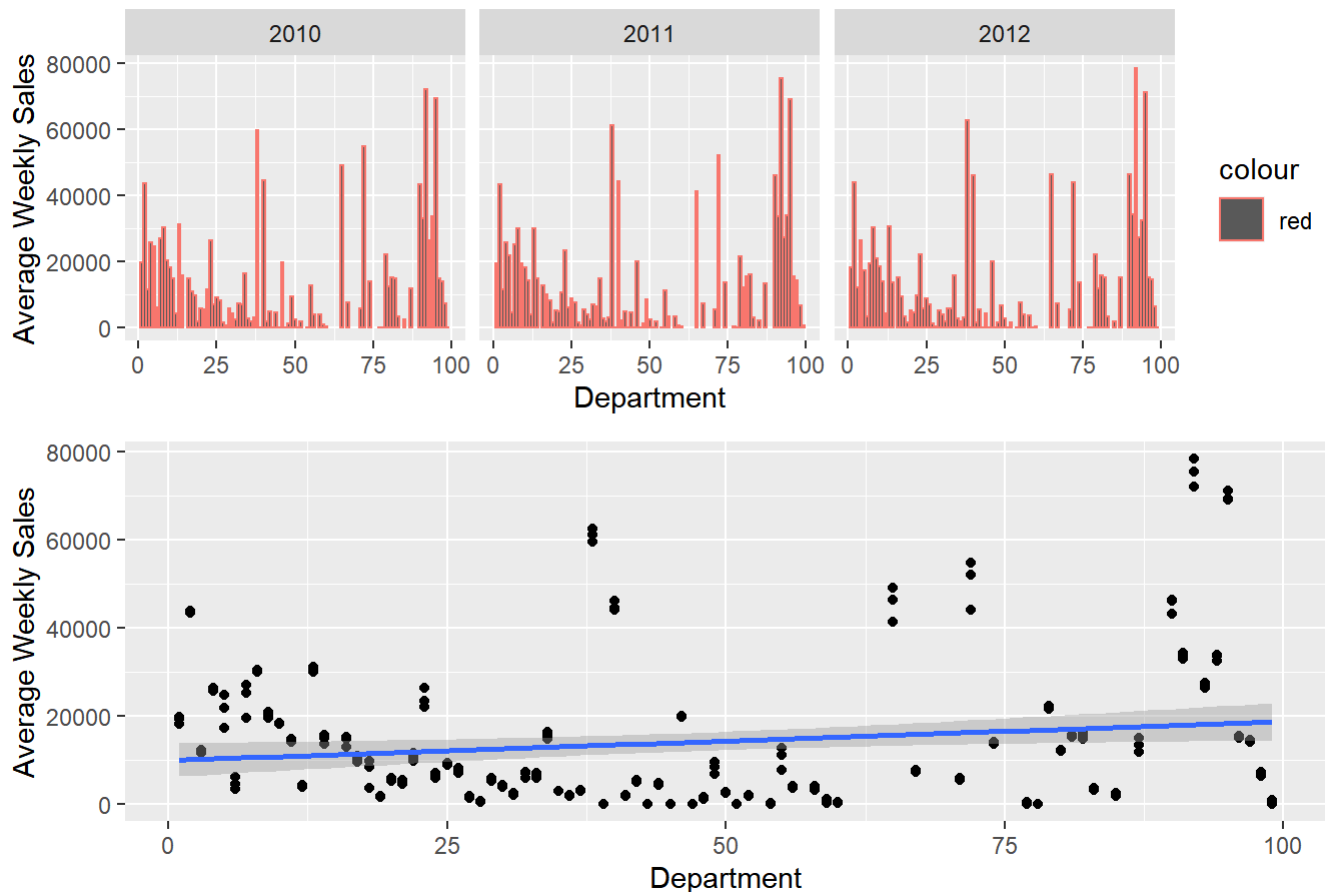 2010 2011 2012
80000
60000
40000
20000
0
Average Weekly Sales
0 25 50 75 100 0 25 50 75 100 0 25 50 75 100
Department
colour
red
80000
60000
40000
20000
0
Average Weekly Sales
0 25 50 75 100
Department